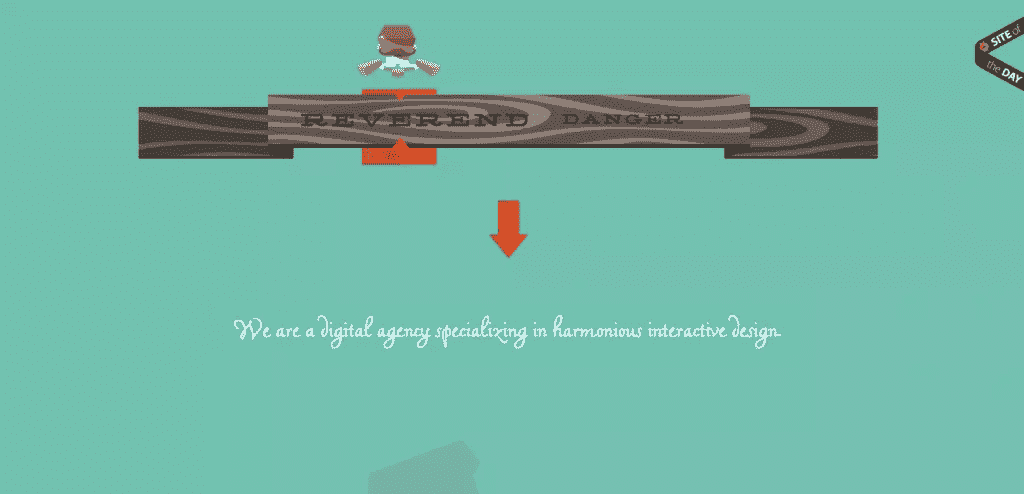 SITE of
the DAY
REVEREND DANGER
We are a digital agency specializing in harmonious interactive design